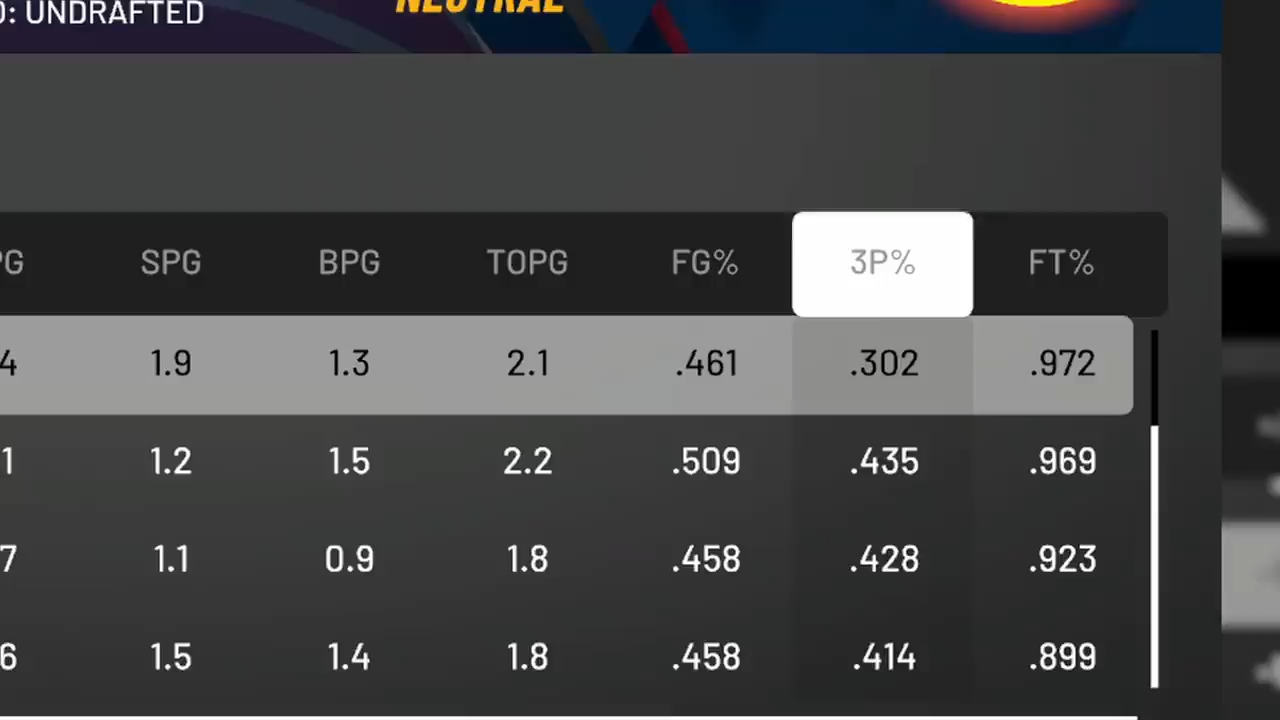 : UNDRAFTED
NEUTRAL
PG SPG BPG TOPG FG% 3P% FT%
4 1.9 1.3 2.1 .461 .302 .972
1 1.2 1.5 2.2 .509 .435 .969
7 1.1 0.9 1.8 .458 .428 .923
6 1.5 1.4 1.8 .458 .414 .899